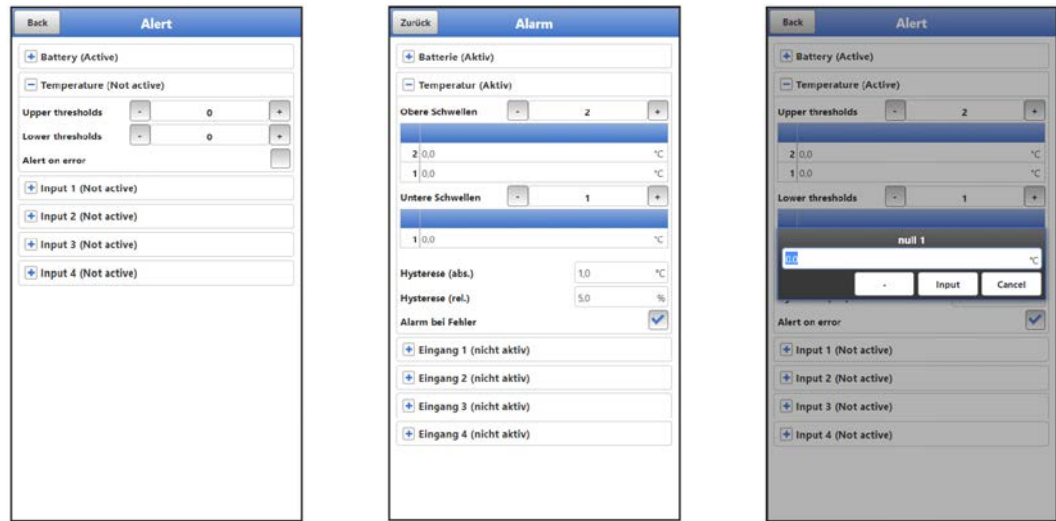 Back Alert
+ Battery (Active)
- Temperature (Not active)
Upper thresholds - 0 +
Lower thresholds - 0 +
Alert on error
+ Input 1 (Not active)
+ Input 2 (Not active)
+ Input 3 (Not active)
+ Input 4 (Not active)
Zurück Alarm
+ Batterie (Aktiv)
- Temperatur (Aktiv)
Obere Schwellen - 2 +
2 0,0 °C
1 0,0 °C
Untere Schwellen - 1 +
1 0,0 °C
Hysterese (abs.) 1,0 °C
Hysterese (rel.) 5,0 %
Alarm bei Fehler
+ Eingang 1 (nicht aktiv)
+ Eingang 2 (nicht aktiv)
+ Eingang 3 (nicht aktiv)
+ Eingang 4 (nicht aktiv)
Back Alert
+ Battery (Active)
- Temperature (Active)
Upper thresholds - 2 +
2 0,0 °C
1 0,0 °C
Lower thresholds - 1 +
null 1
0,0 °C
- Input Cancel
Alert on error
+ Input 1 (Not active)
+ Input 2 (Not active)
+ Input 3 (Not active)
+ Input 4 (Not active)